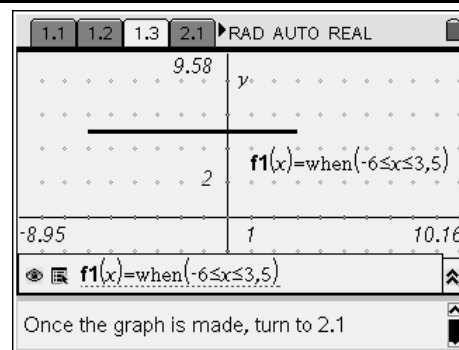 1.1 1.2 1.3 2.1 RAD AUTO REAL
9.58 y
f1(x)=when(-6≤x≤3,5)
2
-8.95 1 10.16
f1(x)=when(-6≤x≤3,5)
Once the graph is made, turn to 2.1